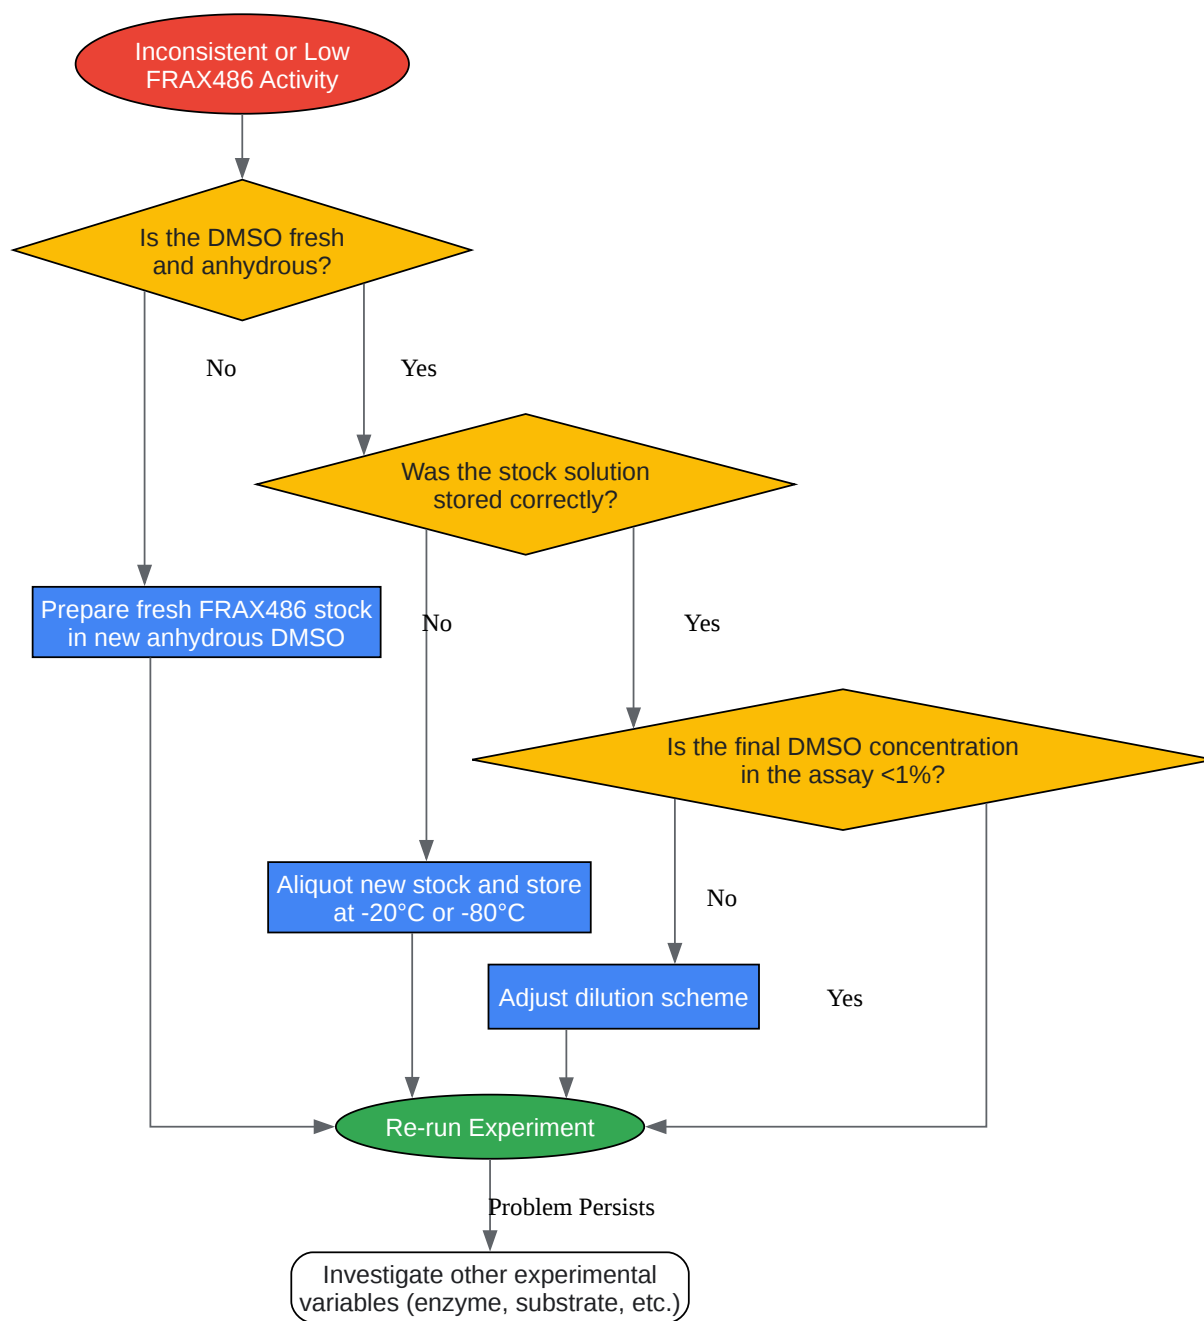 Inconsistent or Low
FRAX486 Activity
Is the DMSO fresh
and anhydrous?
No
Yes
Was the stock solution
stored correctly?
Prepare fresh FRAX486 stock
in new anhydrous DMSO
No
Yes
Is the final DMSO concentration
in the assay <1%?
Aliquot new stock and store
at -20°C or -80°C
No
Adjust dilution scheme
Yes
Re-run Experiment
Problem Persists
Investigate other experimental
variables (enzyme, substrate, etc.)